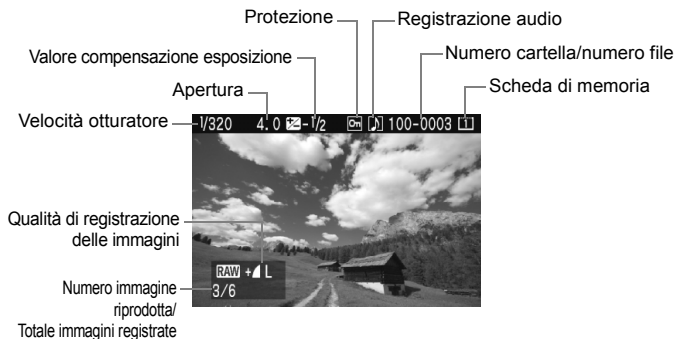 Protezione
Registrazione audio
Valore compensazione esposizione
Numero cartella/numero file
Apertura
Scheda di memoria
Velocità otturatore
1/320 4.0 -1/2 100-0003 1
Qualità di registrazione
delle immagini
RAW + L
3/6
Numero immagine
riprodotta/
Totale immagini registrate